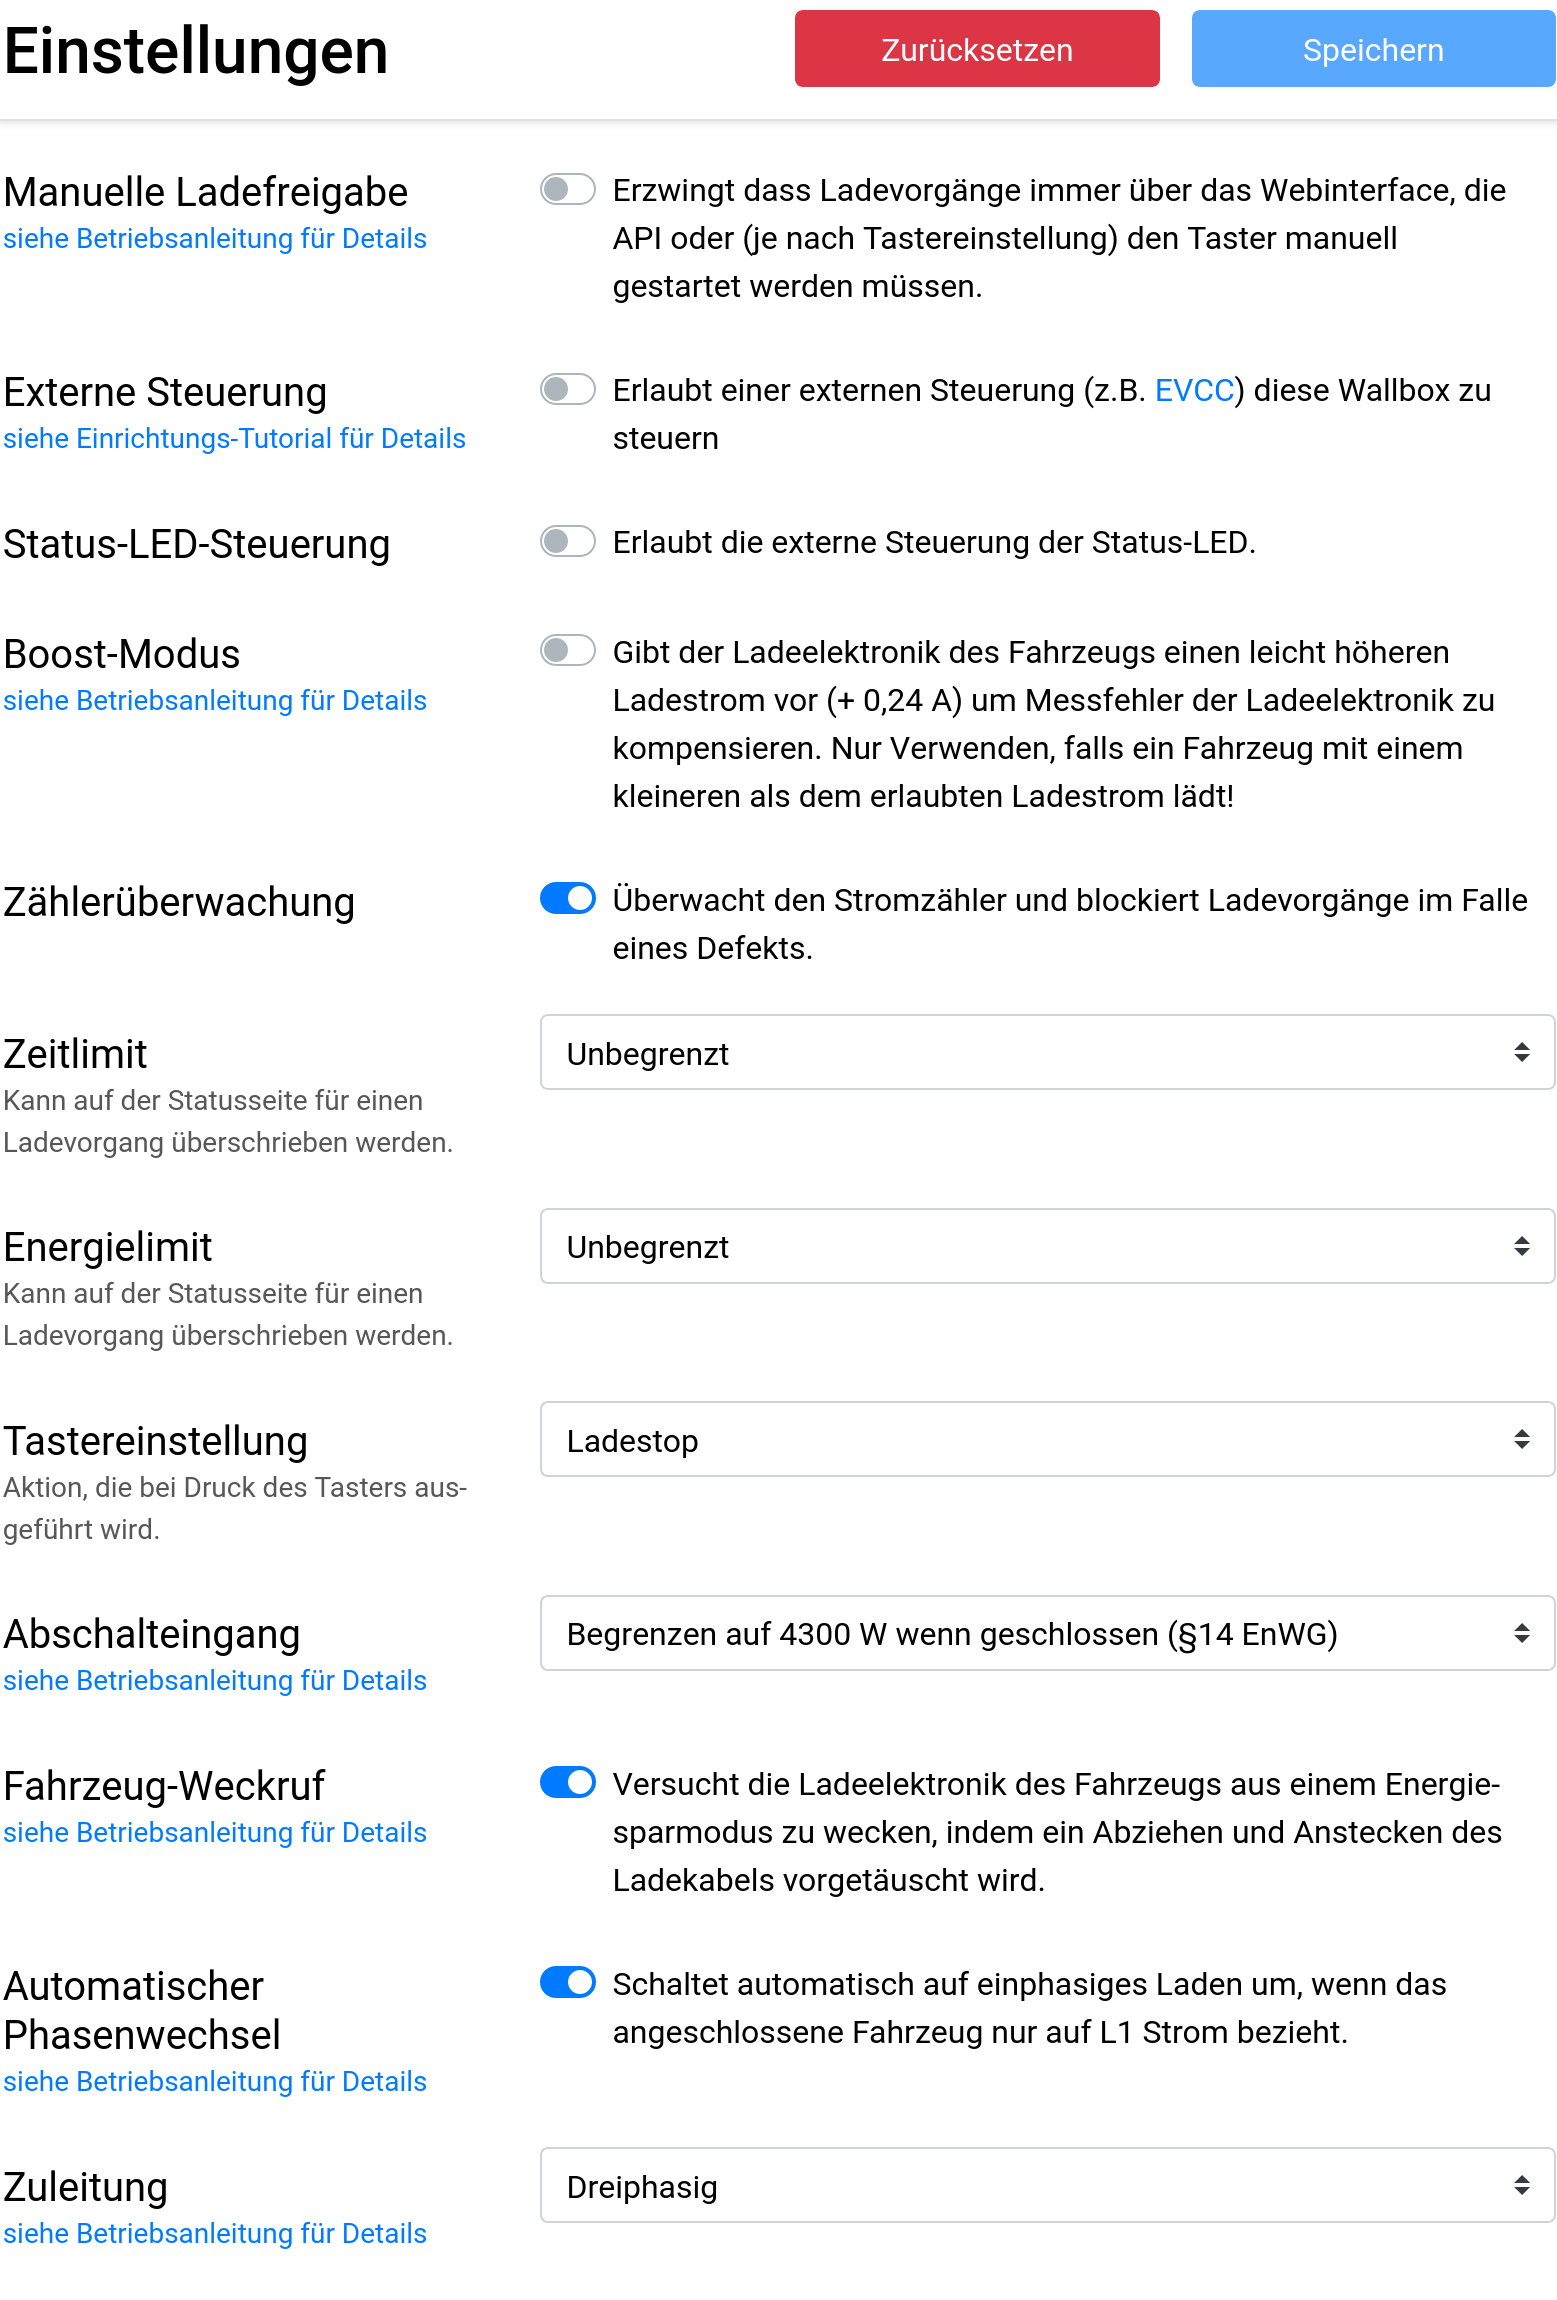 Einstellungen
Zurücksetzen
Speichern
Manuelle Ladefreigabe
siehe Betriebsanleitung für Details
Erzwingt dass Ladevorgänge immer über das Webinterface, die
API oder (je nach Tastereinstellung) den Taster manuell
gestartet werden müssen.
Externe Steuerung
siehe Einrichtungs-Tutorial für Details
Erlaubt einer externen Steuerung (z.B. EVCC) diese Wallbox zu
steuern
Status-LED-Steuerung
Erlaubt die externe Steuerung der Status-LED.
Boost-Modus
siehe Betriebsanleitung für Details
Gibt der Ladeelektronik des Fahrzeugs einen leicht höheren
Ladestrom vor (+ 0,24 A) um Messfehler der Ladeelektronik zu
kompensieren. Nur Verwenden, falls ein Fahrzeug mit einem
kleineren als dem erlaubten Ladestrom lädt!
Zählerüberwachung
Überwacht den Stromzähler und blockiert Ladevorgänge im Falle
eines Defekts.
Zeitlimit
Kann auf der Statusseite für einen
Ladevorgang überschrieben werden.
Unbegrenzt
Energielimit
Kann auf der Statusseite für einen
Ladevorgang überschrieben werden.
Unbegrenzt
Tastereinstellung
Aktion, die bei Druck des Tasters aus-
geführt wird.
Ladestop
Abschalteingang
siehe Betriebsanleitung für Details
Begrenzen auf 4300 W wenn geschlossen (§14 EnWG)
Fahrzeug-Weckruf
siehe Betriebsanleitung für Details
Versucht die Ladeelektronik des Fahrzeugs aus einem Energie-
sparmodus zu wecken, indem ein Abziehen und Anstecken des
Ladekabels vorgetäuscht wird.
Automatischer
Phasenwechsel
siehe Betriebsanleitung für Details
Schaltet automatisch auf einphasiges Laden um, wenn das
angeschlossene Fahrzeug nur auf L1 Strom bezieht.
Zuleitung
siehe Betriebsanleitung für Details
Dreiphasig